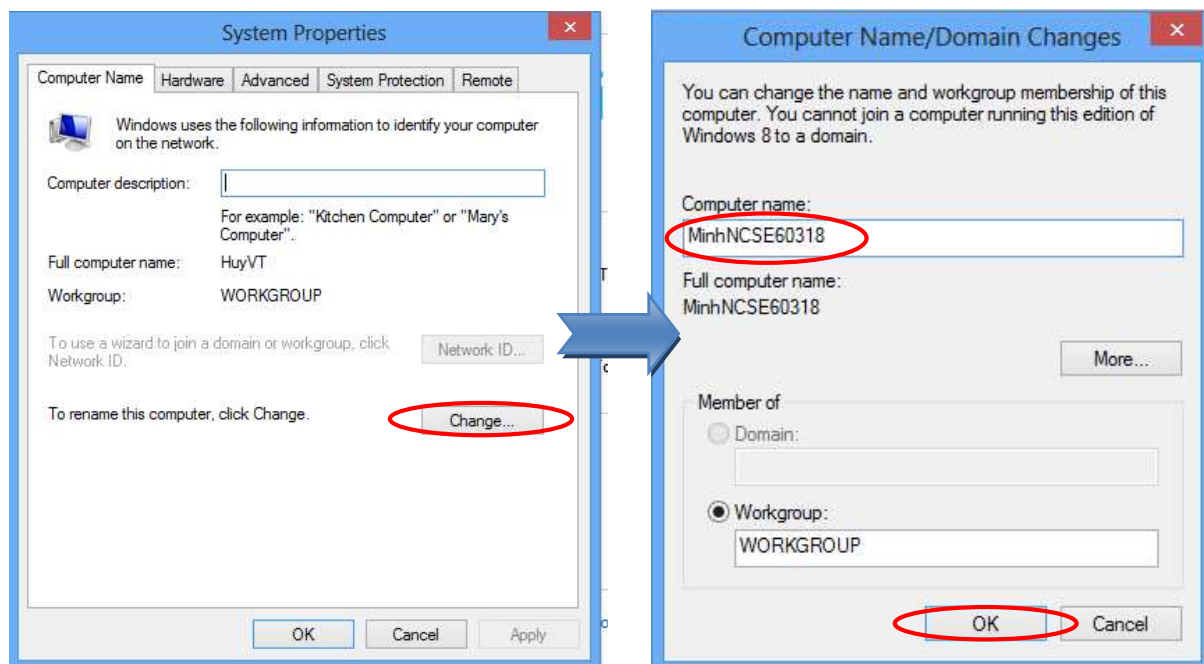 System Properties
Computer Name
Hardware
Advanced
System Protection
Remote
Windows uses the following information to identify your computer
on the network.
Computer description:
For example: "Kitchen Computer" or "Mary's
Computer".
Full computer name:
HuyVT
Workgroup:
WORKGROUP
To use a wizard to join a domain or workgroup, click
Network ID.
Network ID...
To rename this computer, click Change.
Change...
OK
Cancel
Apply
Computer Name/Domain Changes
You can change the name and workgroup membership of this
computer. You cannot join a computer running this edition of
Windows 8 to a domain.
Computer name:
MinhNCSE60318
Full computer name:
MinhNCSE60318
More...
Member of
Domain:
Workgroup:
WORKGROUP
OK
Cancel